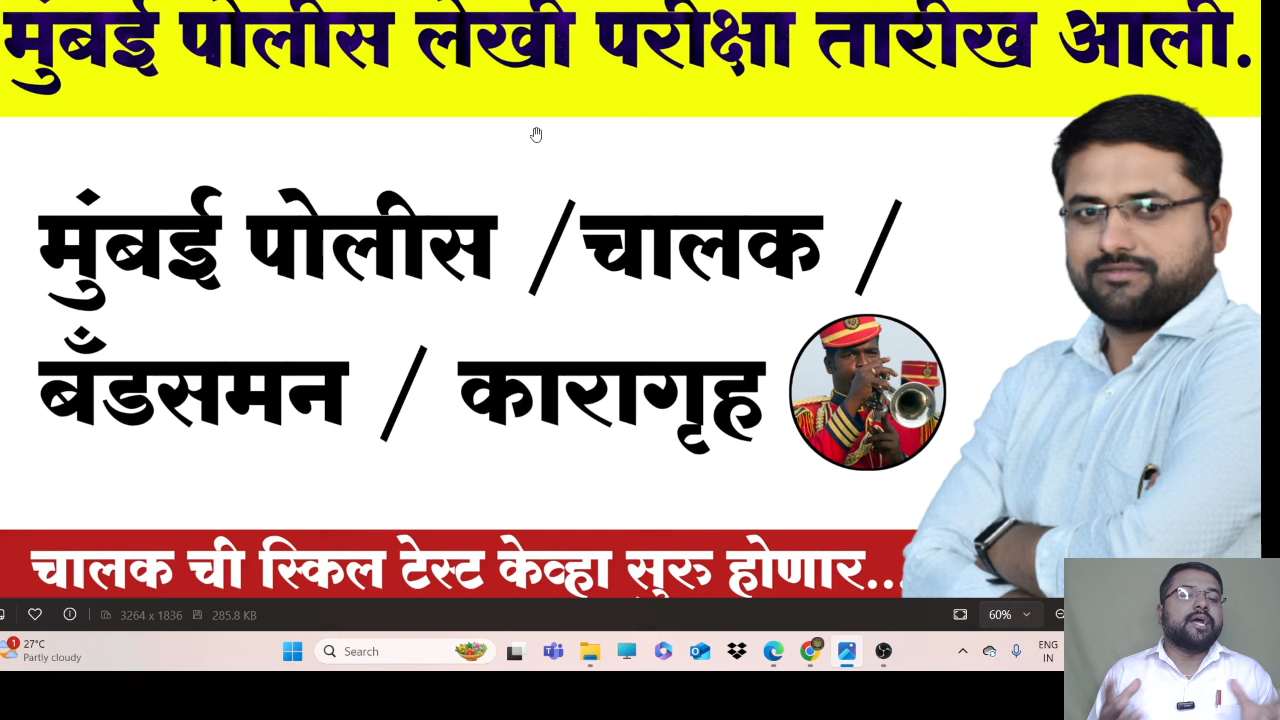 मुंबई पोलीस लेखी परीक्षा तारीख आली.
मुंबई पोलीस /चालक /
बँडसमन / कारागृह
चालक ची स्किल टेस्ट केव्हा सुरु होणार...
3264 x 1836 285.8 KB 60%
1
27°C
Partly cloudy
Search
ENG
IN